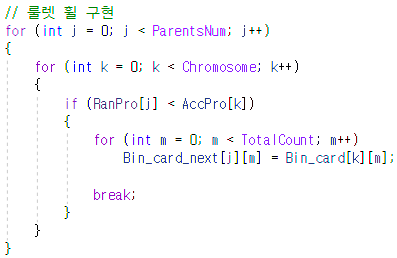 // 룰렛 휠 구현
for (int j = 0; j < ParentsNum; j++)
{
for (int k = 0; k < Chromosome; k++)
{
if (RanPro[j] < AccPro[k])
{
for (int m = 0; m < TotalCount; m++)
Bin_card_next[j][m] = Bin_card[k][m];
break;
}
}
}